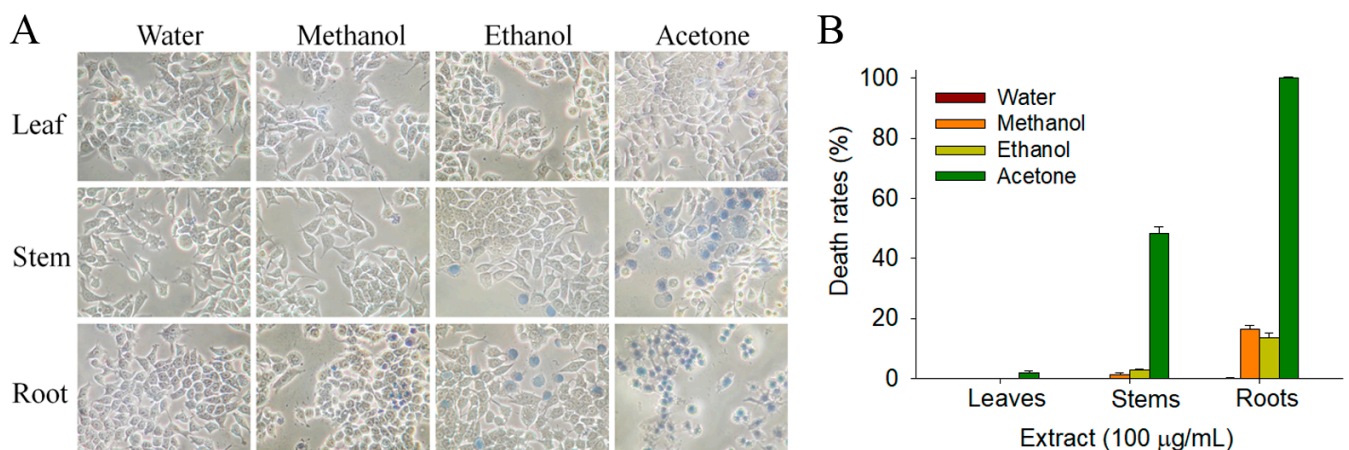 A
Water Methanol Ethanol Acetone
Leaf
Stem
Root
B
Death rates (%)
100
80
60
40
20
0
Water
Methanol
Ethanol
Acetone
Leaves Stems Roots
Extract (100 μg/mL)